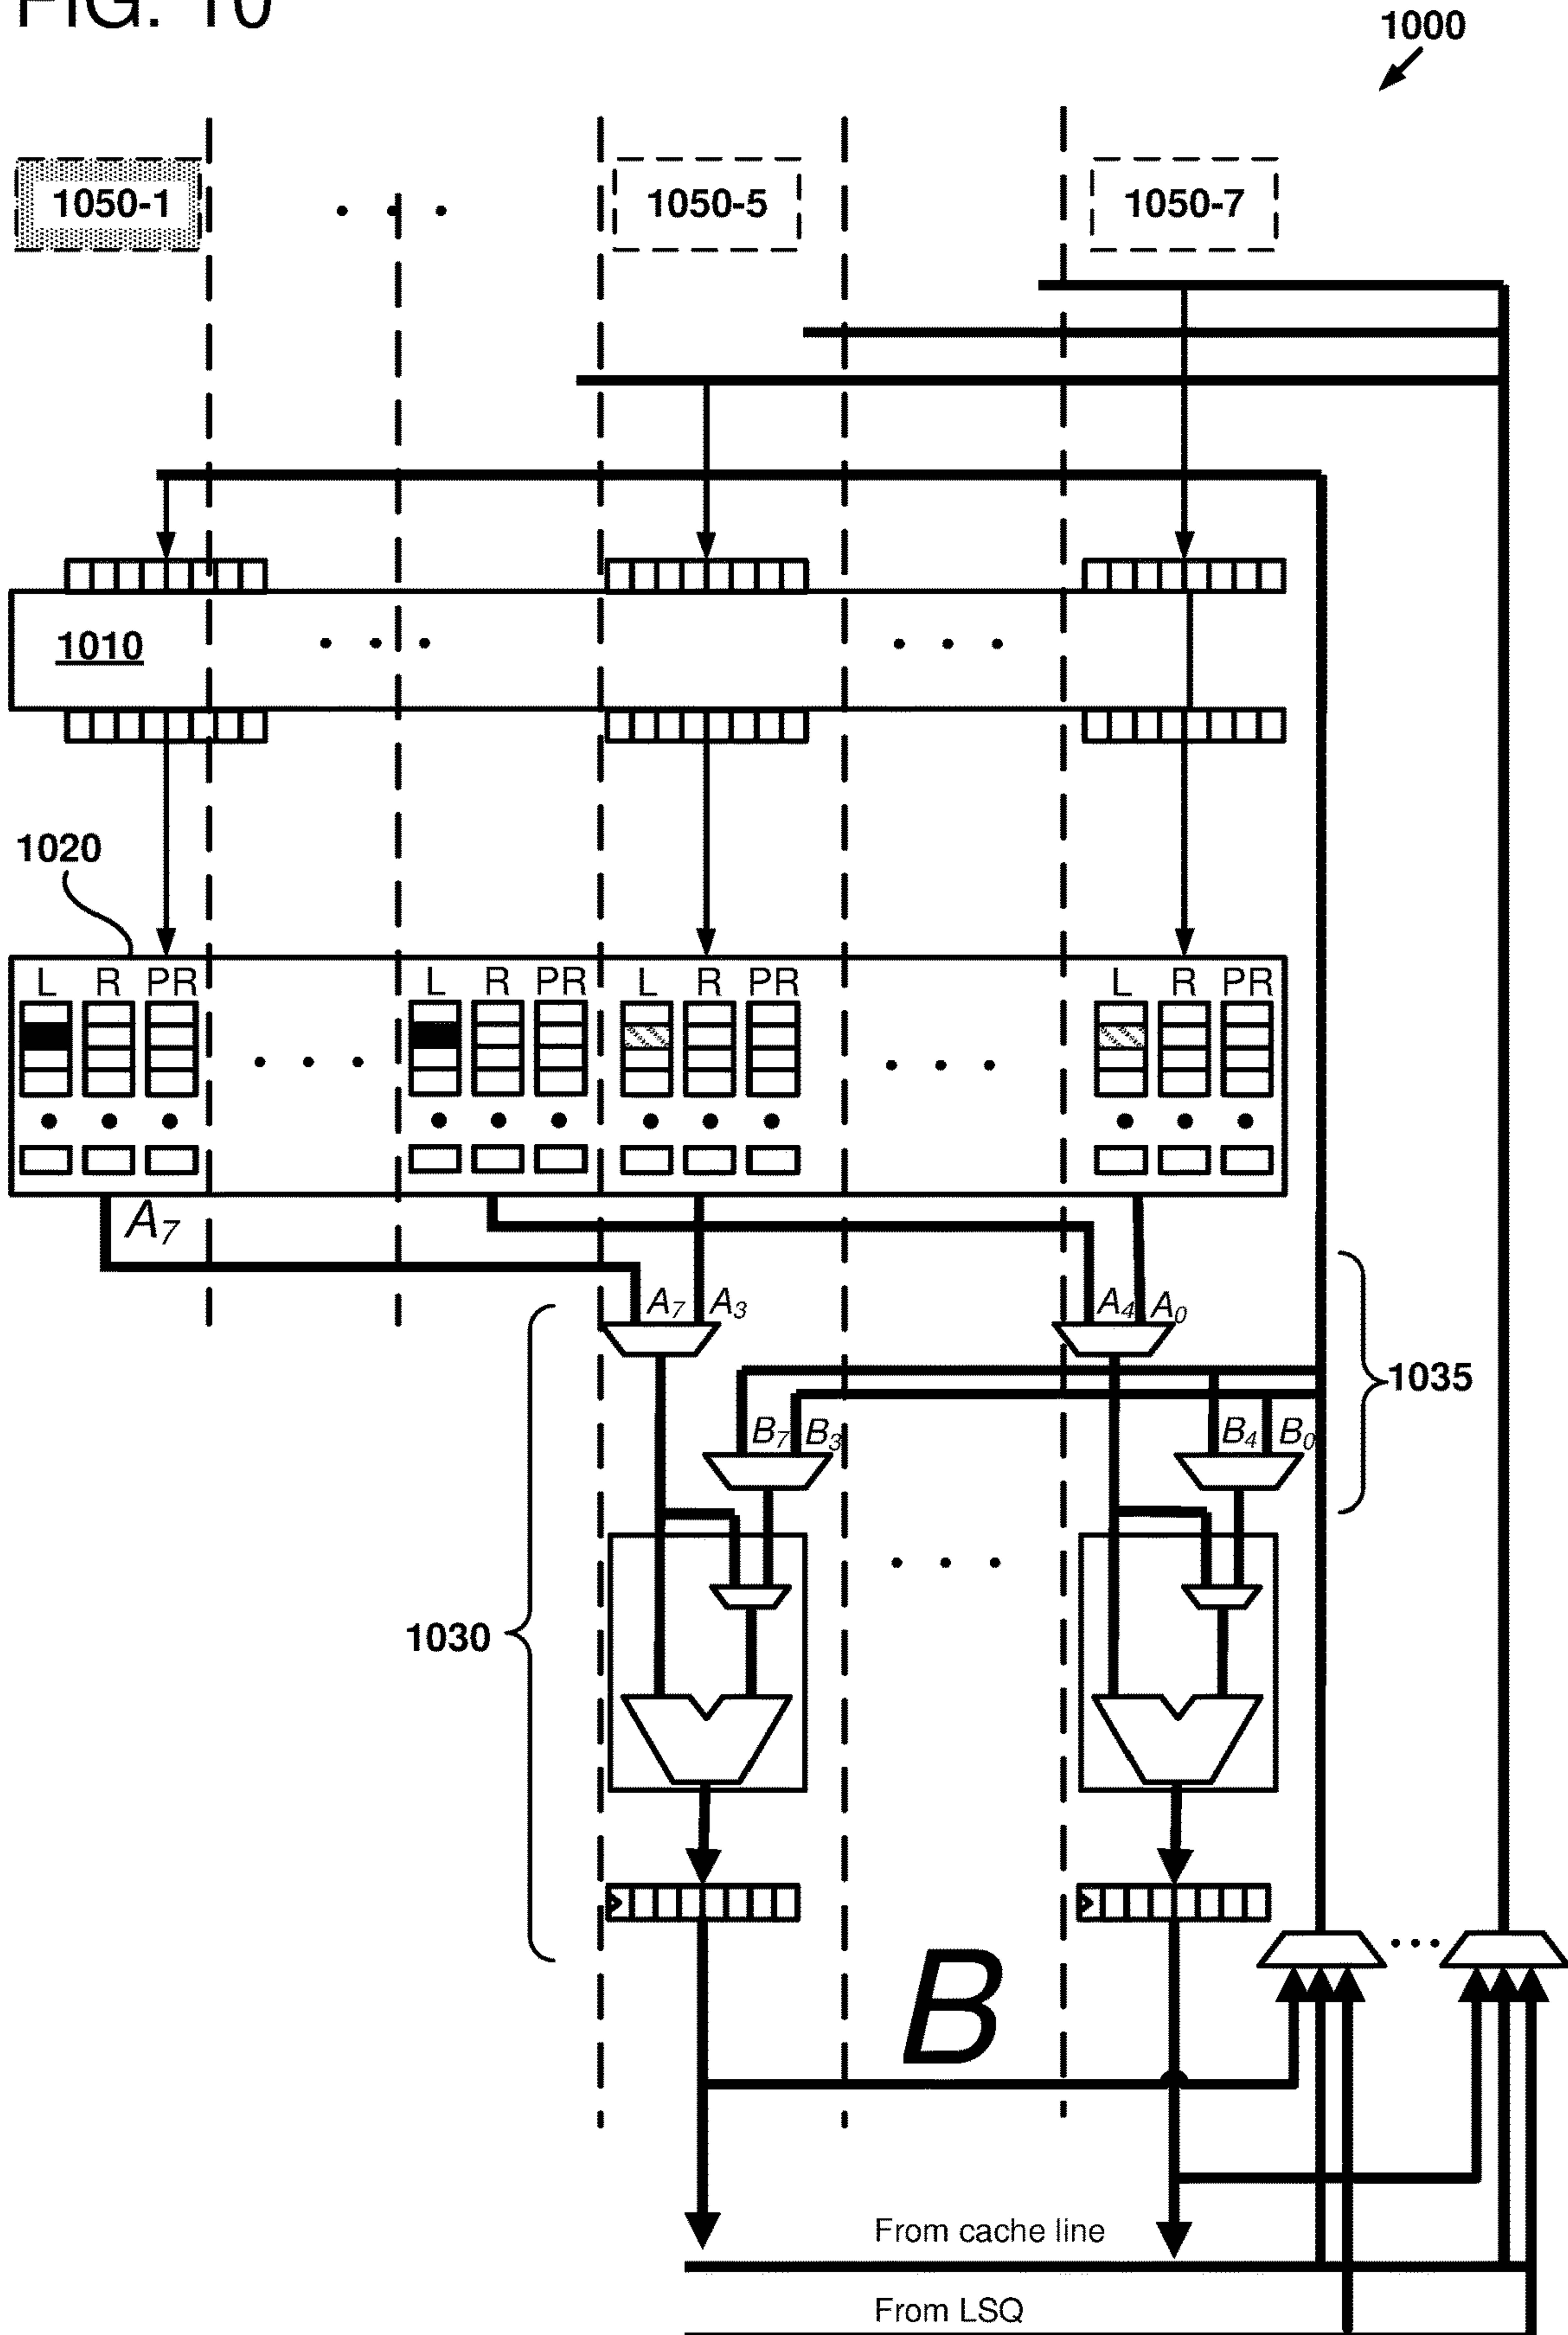 FIG. 10
1000
1050-1 . . . 1050-5 1050-7
1010 . . . . . .
1020
L R PR L R PR L R PR L R PR
A7
A7 A3 A4 A0
1035
B7 B3 B4 B0
1030
B
From cache line
From LSQ